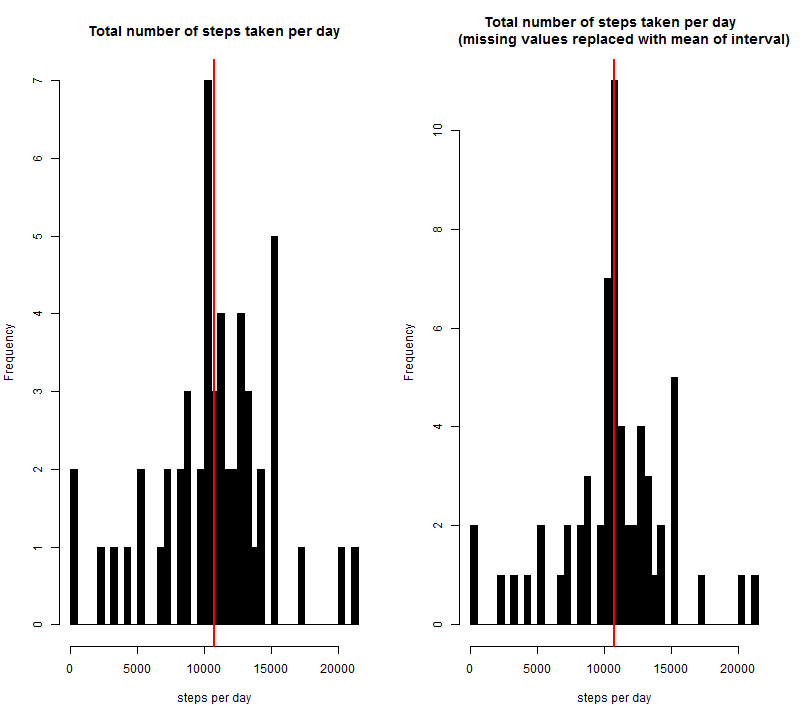 Total number of steps taken per day
Frequency
7
6
5
4
3
2
1
0
0 5000 10000 15000 20000
steps per day
Total number of steps taken per day
(missing values replaced with mean of interval)
Frequency
10
8
6
4
2
0
0 5000 10000 15000 20000
steps per day